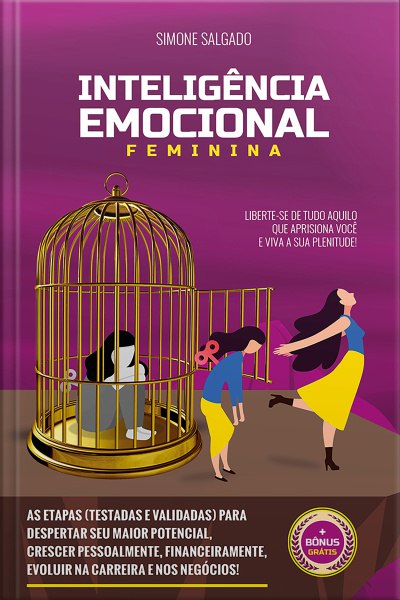 SIMONE SALGADO
INTELIGÊNCIA
EMOCIONAL
FEMININA
LIBERTE-SE DE TUDO AQUILO
QUE APRISIONA VOCÊ
E VIVA A SUA PLENITUDE!
AS ETAPAS (TESTADAS E VALIDADAS) PARA
DESPERTAR SEU MAIOR POTENCIAL,
CRESCER PESSOALMENTE, FINANCEIRAMENTE,
EVOLUIR NA CARREIRA E NOS NEGÓCIOS!
+
BÔNUS
GRÁTIS